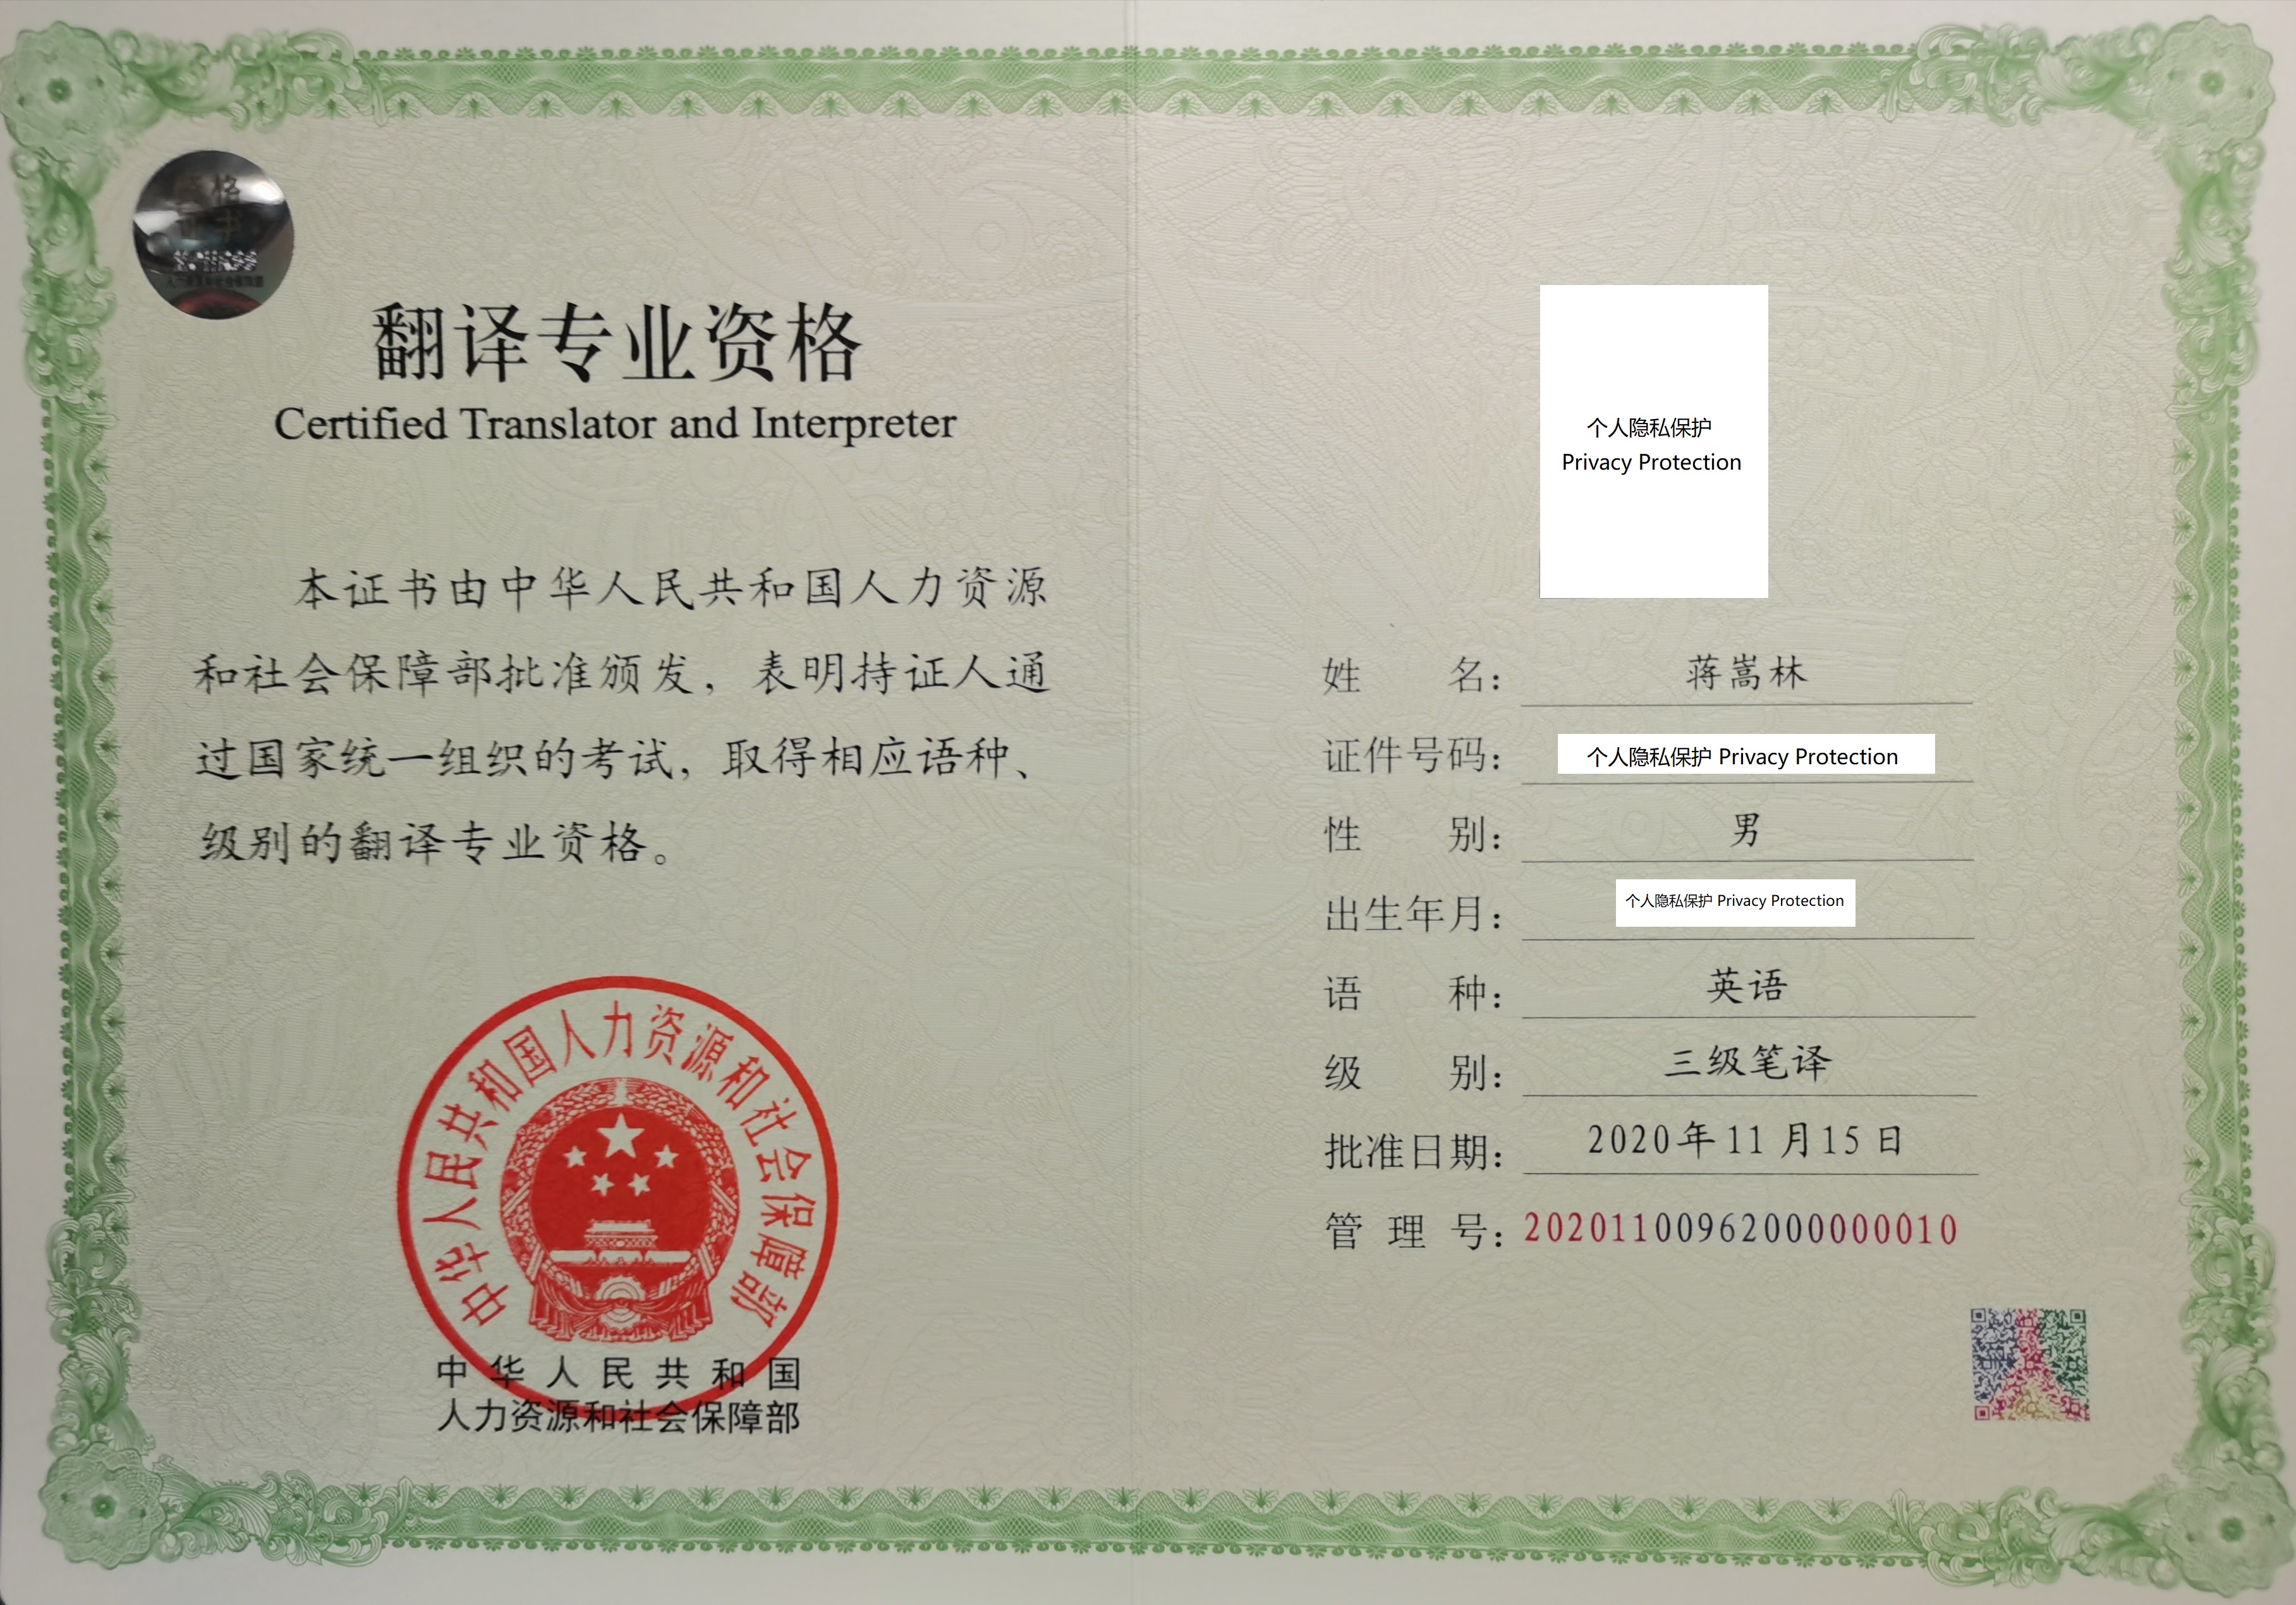 翻译专业资格
Certified Translator and Interpreter
本证书由中华人民共和国人力资源
和社会保障部批准颁发，表明持证人通
过国家统一组织的考试，取得相应语种、
级别的翻译专业资格。
中华人民共和国人力资源和社会保障部
中华人民共和国
人力资源和社会保障部
个人隐私保护
Privacy Protection
姓名：蒋嵩林
证件号码：个人隐私保护 Privacy Protection
性别：男
出生年月：个人隐私保护 Privacy Protection
语种：英语
级别：三级笔译
批准日期：2020年11月15日
管理号：20201100962000000010